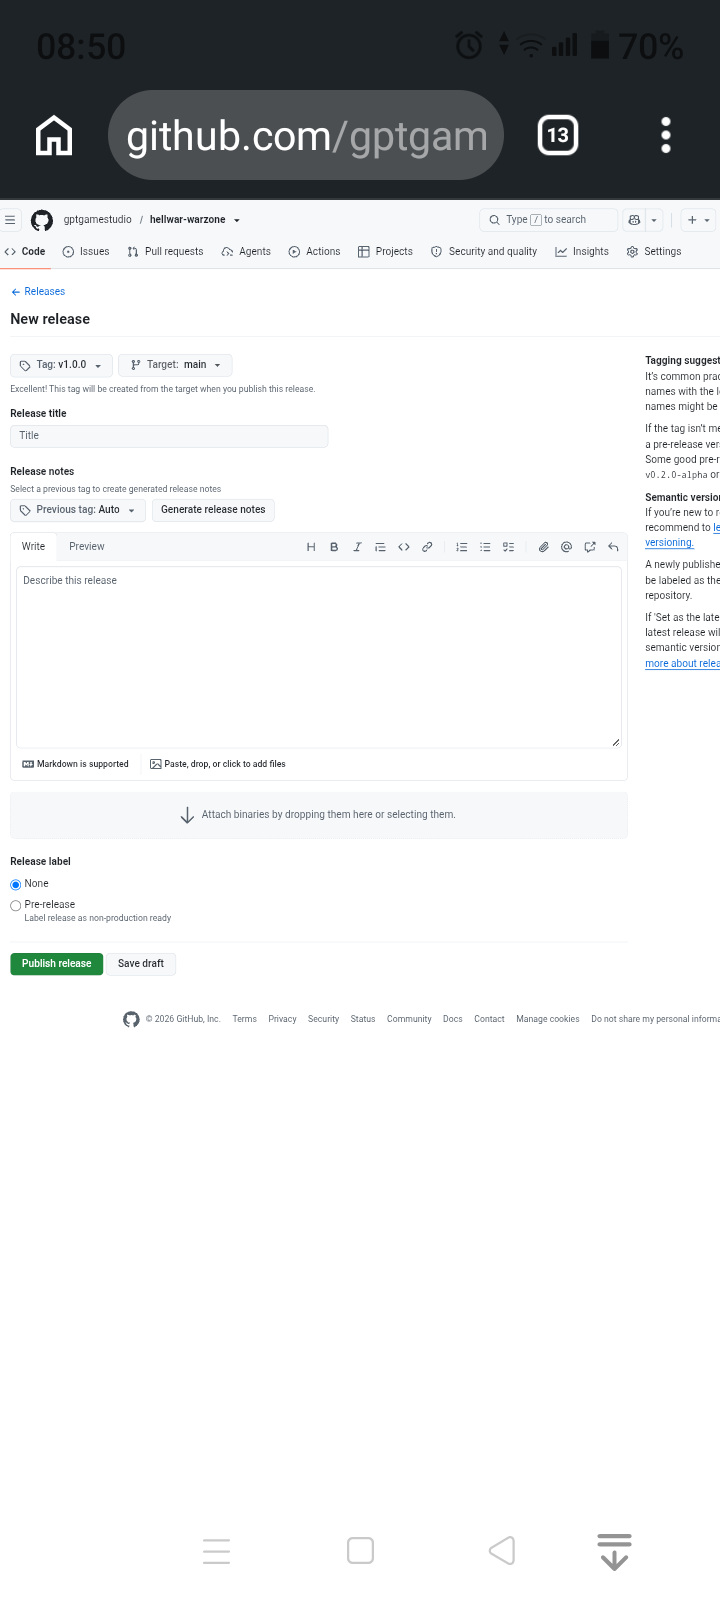 08:50
70%
github.com/gptgam
13
gptgamestudio / hellwar-warzone
Type / to search
Code Issues Pull requests Agents Actions Projects Security and quality Insights Settings
← Releases
New release
Tag: v1.0.0 Target: main
Excellent! This tag will be created from the target when you publish this release.
Release title
Title
Release notes
Select a previous tag to create generated release notes
Previous tag: Auto Generate release notes
Write Preview
Describe this release
Markdown is supported Paste, drop, or click to add files
Attach binaries by dropping them here or selecting them.
Release label
None
Pre-release
Label release as non-production ready
Publish release Save draft
Tagging suggest
It's common prac
names with the le
names might be
If the tag isn't me
a pre-release vers
Some good pre-r
v0.2.0-alpha or
Semantic version
If you're new to re
recommend to le
versioning.
A newly publishe
be labeled as the
repository.
If 'Set as the late
latest release wil
semantic version
more about relea
© 2026 GitHub, Inc. Terms Privacy Security Status Community Docs Contact Manage cookies Do not share my personal informa